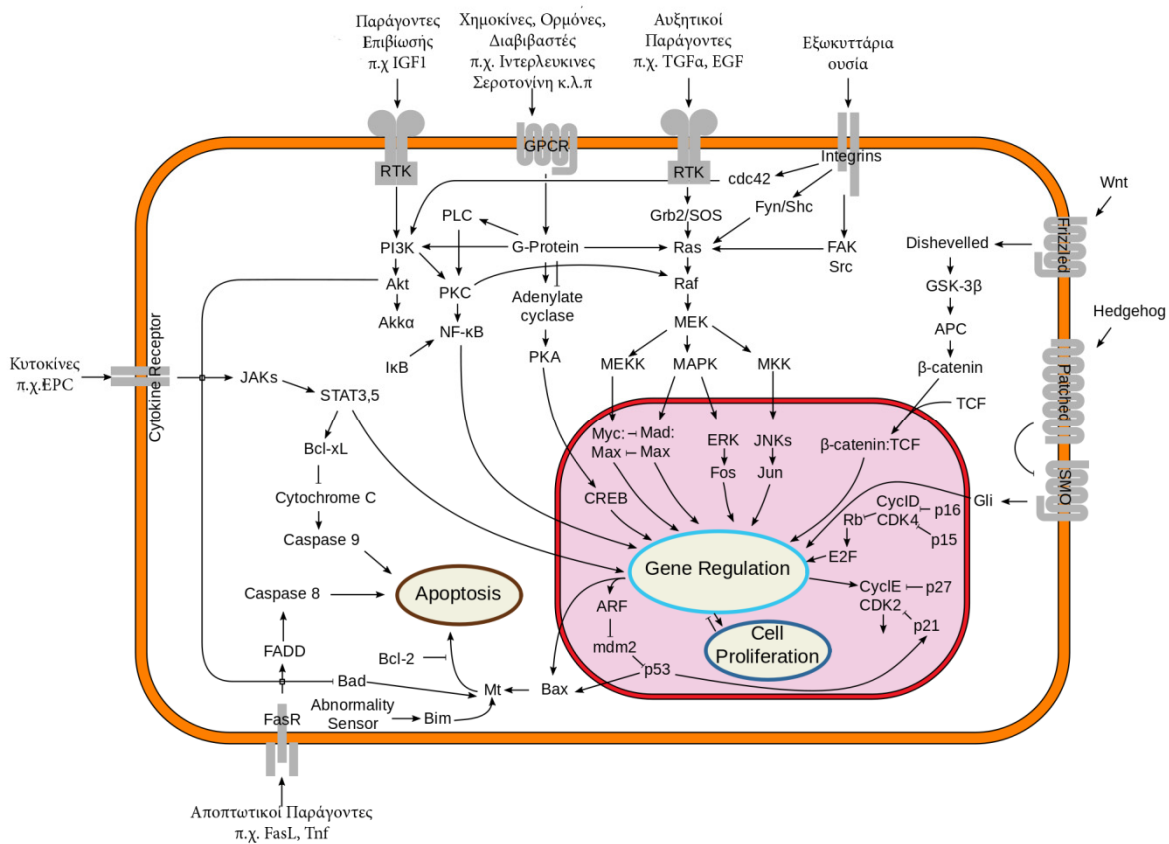 Παράγοντες
Επιβίωσής
π.χ IGF1
Χημοκίνες, Ορμόνες,
Διαβιβαστές
π.χ. Ιντερλευκινες
Σεροτονίνη κ.λ.π
Αυξητικοί
Παράγοντες
π.χ. TGFα, EGF
Εξωκυττάρια
ουσία
RTK
GPCR
RTK
Integrins
cdc42
Grb2/SOS
Fyn/Shc
PLC
PI3K
G-Protein
Ras
FAK
Src
Akt
PKC
Adenylate
cyclase
Raf
Akkα
NF-κB
MEK
IκB
PKA
MEKK
MAPK
MKK
Wnt
Frizzled
Dishevelled
GSK-3β
APC
β-catenin
TCF
Hedgehog
Patched
SMO
Gli
Κυτοκίνες
π.χ.EPC
Cytokine Receptor
JAKs
STAT3,5
Bcl-xL
Cytochrome C
Caspase 9
Caspase 8
Apoptosis
FADD
Bcl-2
Bad
Mt
Bax
Abnormality
Sensor
Bim
FasR
Αποπτωτικοί Παράγοντες
π.χ. FasL, Tnf
Myc:
Max
Mad:
Max
ERK
Fos
JNKs
Jun
β-catenin:TCF
CREB
CycID
CDK4
p16
p15
Rb
E2F
Gene Regulation
CyclE
CDK2
p27
p21
ARF
mdm2
p53
Cell
Proliferation